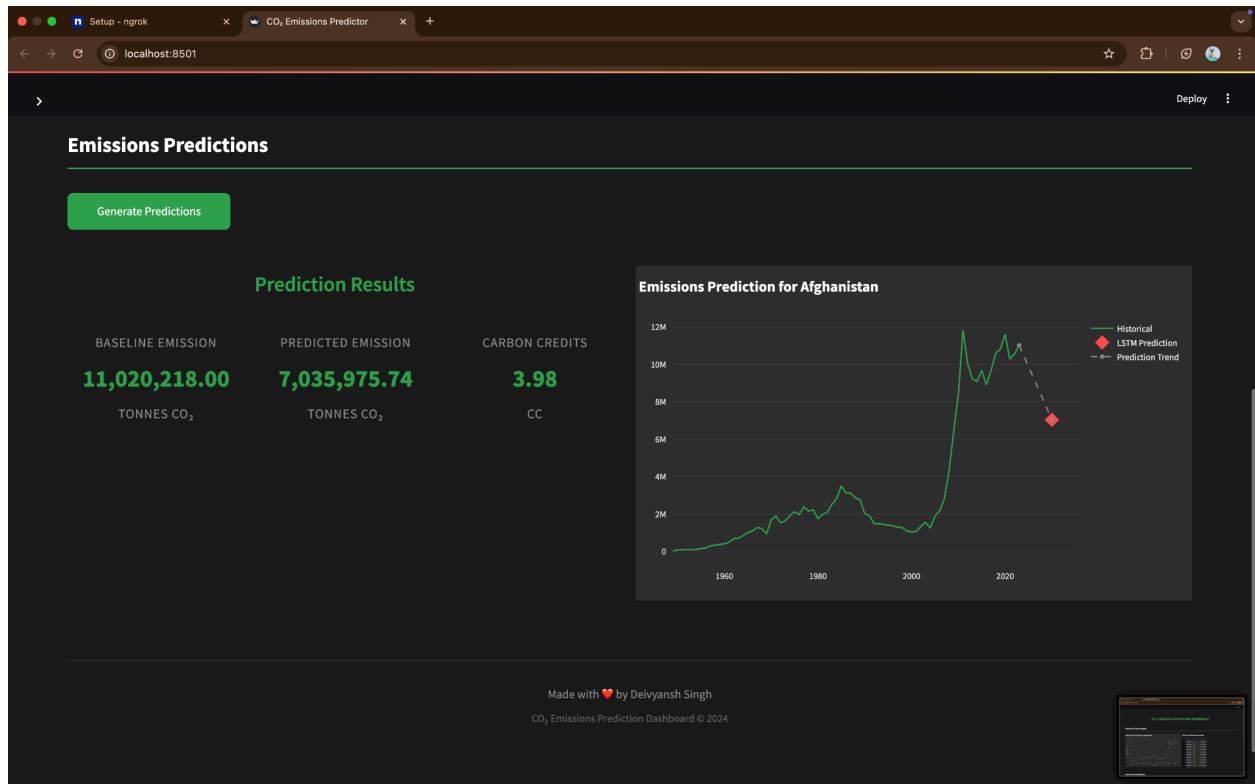 Setup - ngrok
CO₂ Emissions Predictor
localhost:8501
Deploy
Emissions Predictions
Generate Predictions
Prediction Results
BASELINE EMISSION
11,020,218.00
TONNES CO₂
PREDICTED EMISSION
7,035,975.74
TONNES CO₂
CARBON CREDITS
3.98
CC
Emissions Prediction for Afghanistan
12M
10M
8M
6M
4M
2M
0
1960 1980 2000 2020
Historical
LSTM Prediction
Prediction Trend
Made with ❤️ by Deivyansh Singh
CO₂ Emissions Prediction Dashboard © 2024